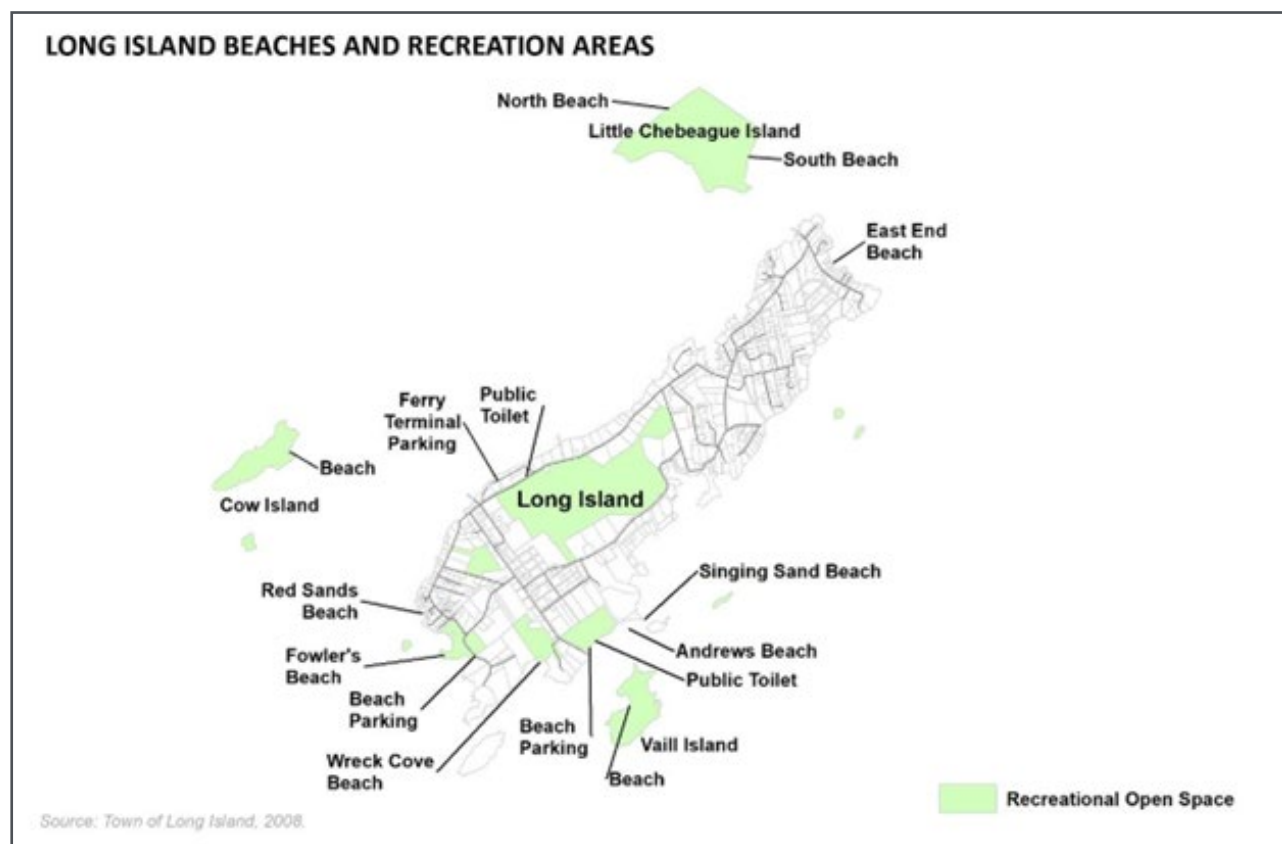 LONG ISLAND BEACHES AND RECREATION AREAS
North Beach
Little Chebeague Island
South Beach
East End
Beach
Public
Toilet
Ferry
Terminal
Parking
Beach
Long Island
Cow Island
Singing Sand Beach
Red Sands
Beach
Andrews Beach
Fowler's
Beach
Public Toilet
Beach
Parking
Beach
Parking
Vaill Island
Wreck Cove
Beach
Beach
Recreational Open Space
Source: Town of Long Island, 2008.